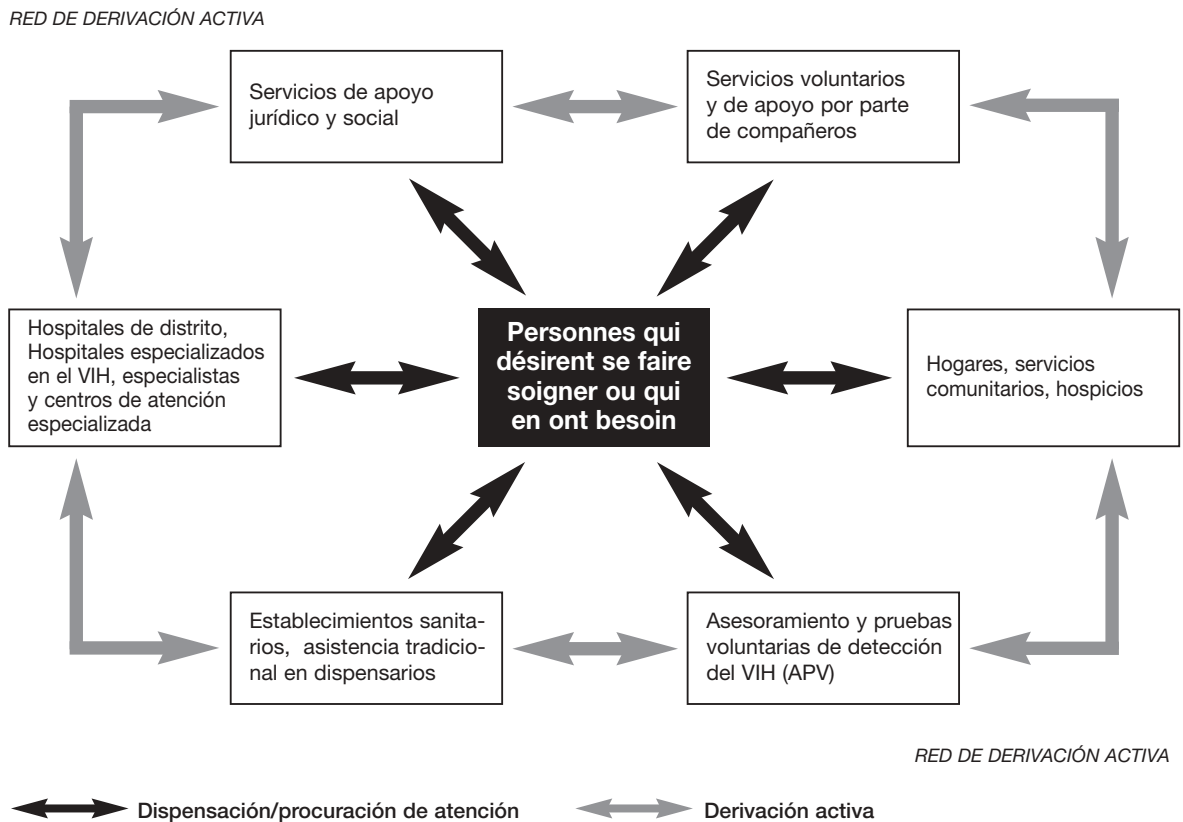 RED DE DERIVACIÓN ACTIVA
Servicios de apoyo
jurídico y social
Servicios voluntarios
y de apoyo por parte
de compañeros
Hospitales de distrito,
Hospitales especializados
en el VIH, especialistas
y centros de atención
especializada
Personnes qui
désirent se faire
soigner ou qui
en ont besoin
Hogares, servicios
comunitarios, hospicios
Establecimientos sanita-
rios, asistencia tradicio-
nal en dispensarios
Asesoramiento y pruebas
voluntarias de detección
del VIH (APV)
RED DE DERIVACIÓN ACTIVA
Dispensación/procuración de atención
Derivación activa